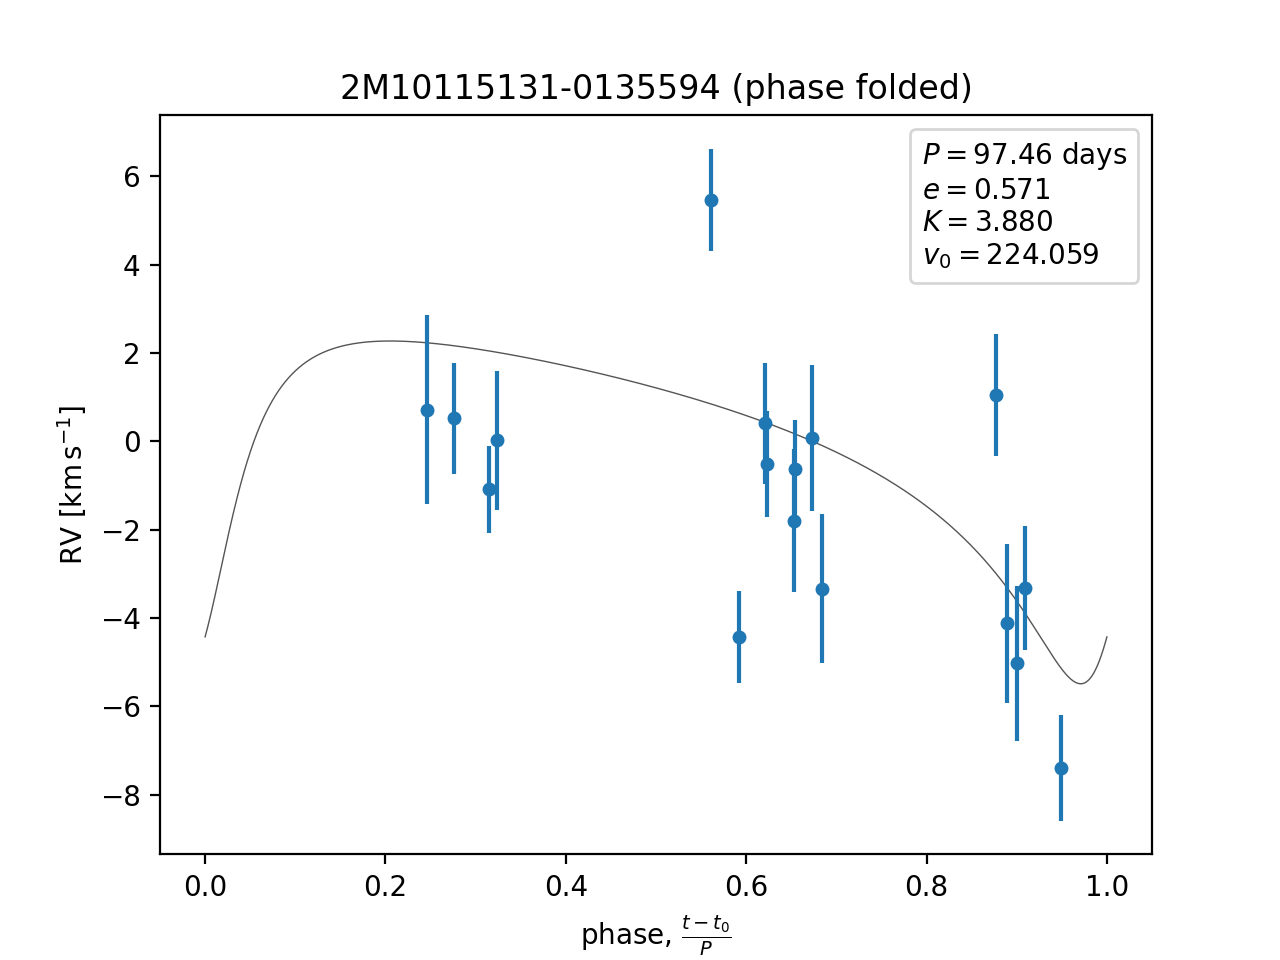 2M10115131-0135594 (phase folded)
P = 97.46 days
e = 0.571
K = 3.880
v₀ = 224.059
6
4
2
0
−2
−4
−6
−8
RV [km s⁻¹]
0.0 0.2 0.4 0.6 0.8 1.0
phase, (t − t₀)/P